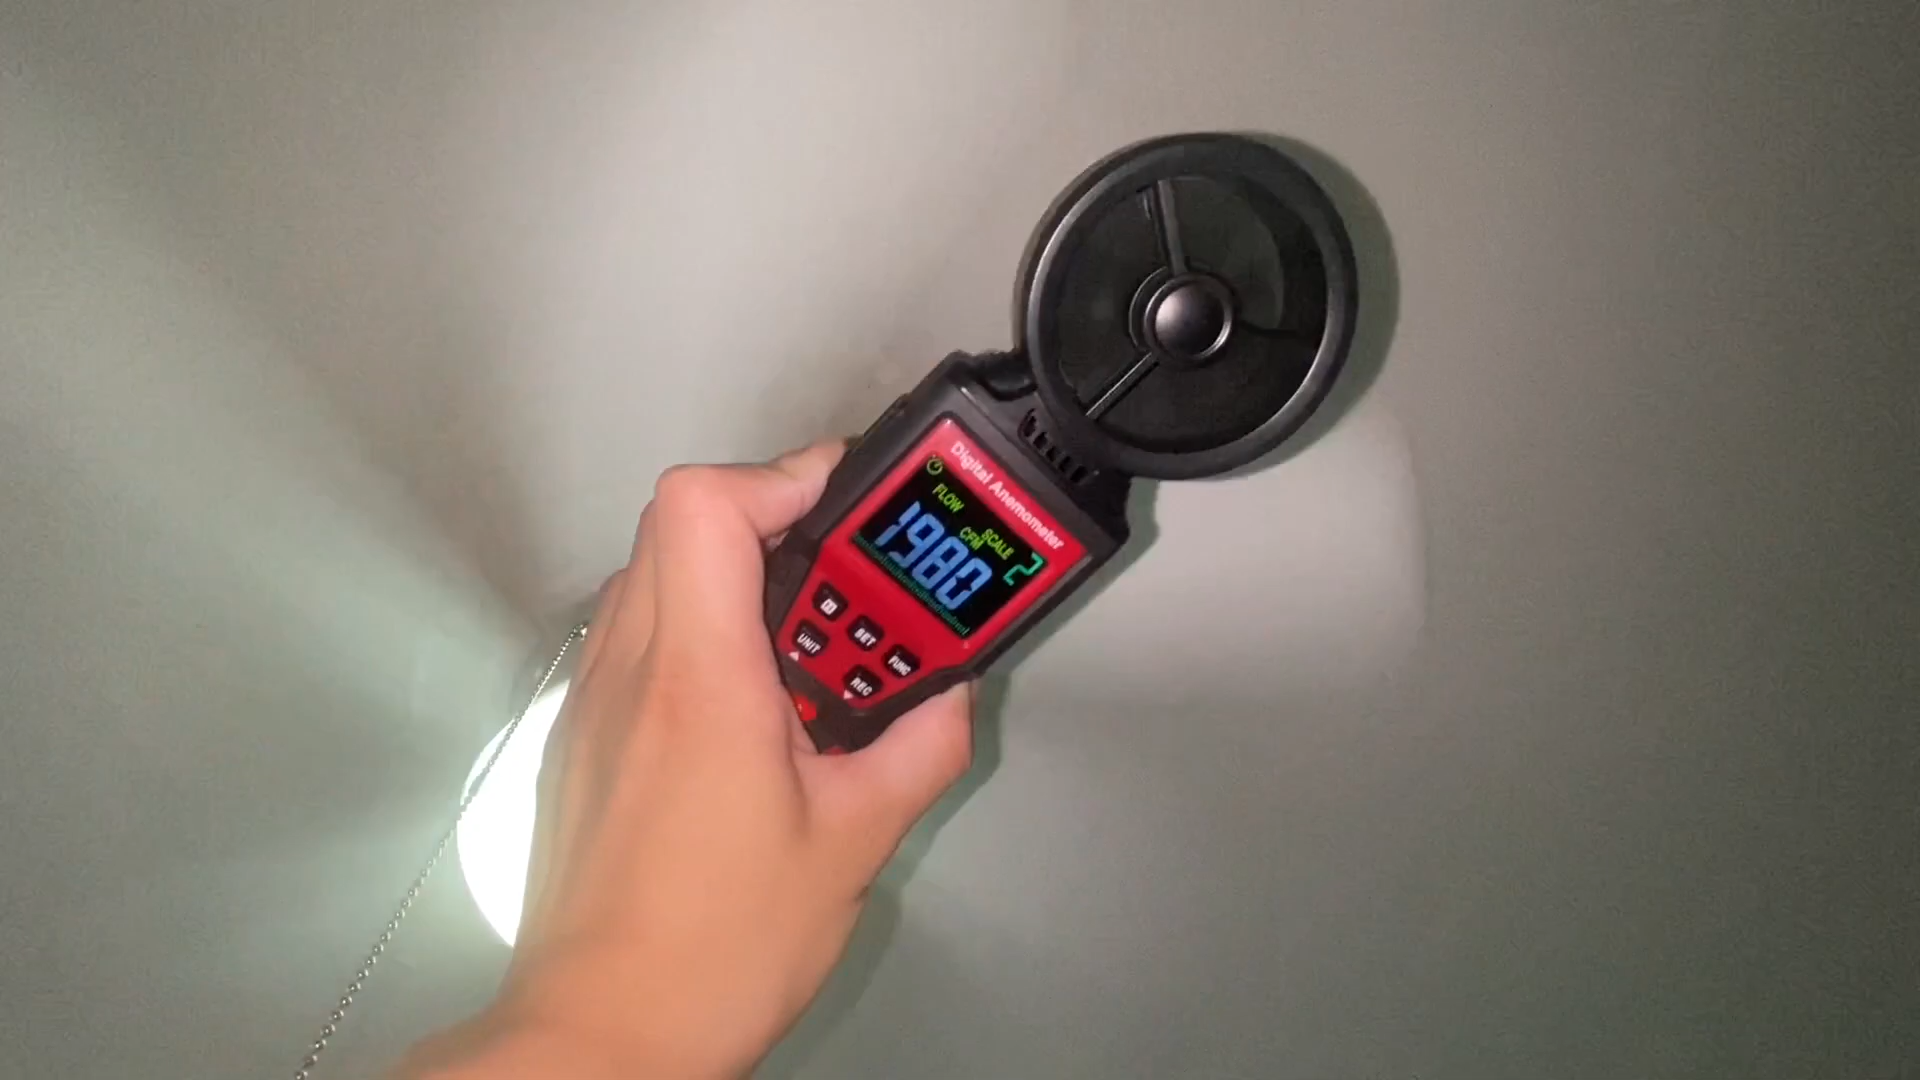 Digital Anemometer
FLOW
SCALE
CFM
2
1980
SET
UNIT
FUNC
REC